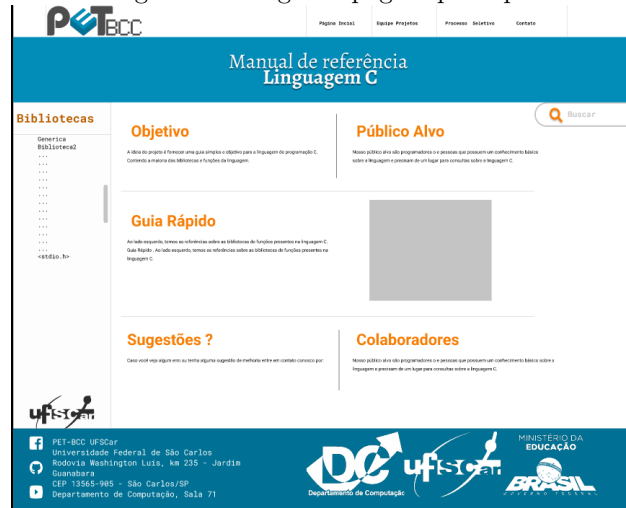 PETBCC
Página Incial Equipe Projetos Processo Seletivo Contato
Manual de referência
Linguagem C
Bibliotecas
Buscar
Generica
Biblioteca2
...
...
...
...
...
...
...
...
...
...
...
...
<stdio.h>
Objetivo
A ideia do projeto é fornecer uma guia simples e objetivo para a linguagem de programação C.
Contendo a maioria das bibliotecas e funções da linguagem.
Público Alvo
Nosso público alvo são programadores o e pessoas que possuem um conhecimento básico
sobre a linguagem e precisam de um lugar para consultas sobre a linguagem C.
Guia Rápido
Ao lado esquerdo, temos as referências sobre as bibliotecas de funções presentes na linguagem C.
Guia Rápido . Ao lado esquerdo, temos as referências sobre as bibliotecas de funções presentes na
linguagem C.
Sugestões ?
Caso você veja algum erro ou tenha alguma sugestão de melhoria entre em contato conosco por:
Colaboradores
Nosso público alvo são programadores o e pessoas que possuem um conhecimento básico sobre a
linguagem e precisam de um lugar para consultas sobre a linguagem C.
ufscar
PET-BCC UFSCar
Universidade Federal de São Carlos
Rodovia Washington Luis, km 235 - Jardim
Guanabara
CEP 13565-905 - São Carlos/SP
Departamento de Computação, Sala 71
DC
Departamento de Computação
ufscar
MINISTÉRIO DA
EDUCAÇÃO
BRASIL
GOVERNO FEDERAL